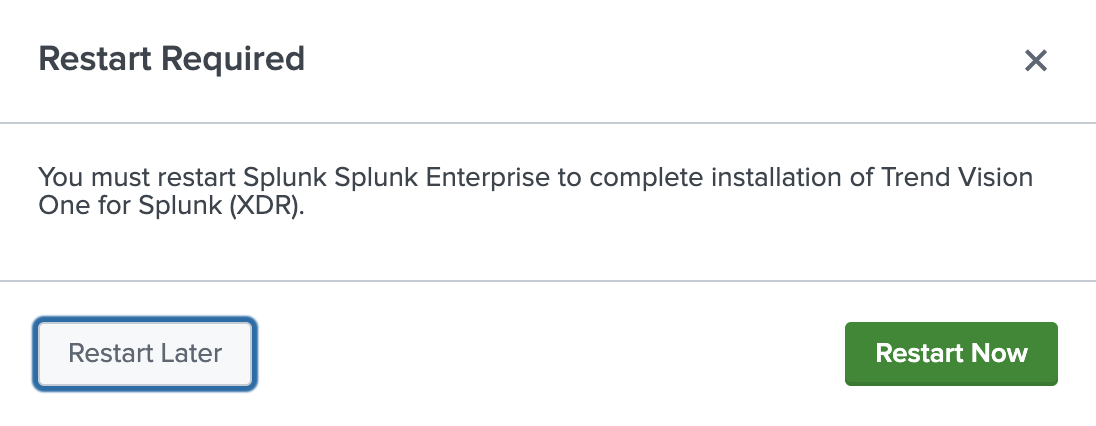 Restart Required
You must restart Splunk Splunk Enterprise to complete installation of Trend Vision
One for Splunk (XDR).
Restart Later
Restart Now